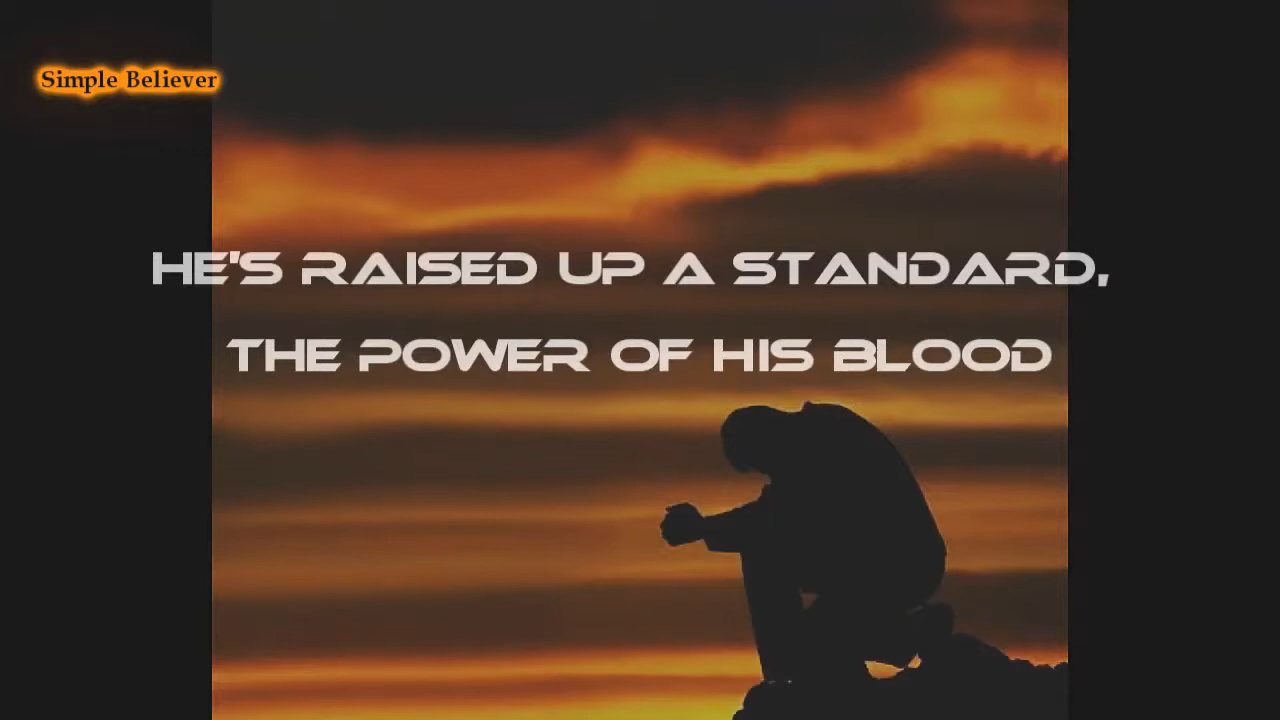 Simple Believer
HE'S RAISED UP A STANDARD,
THE POWER OF HIS BLOOD